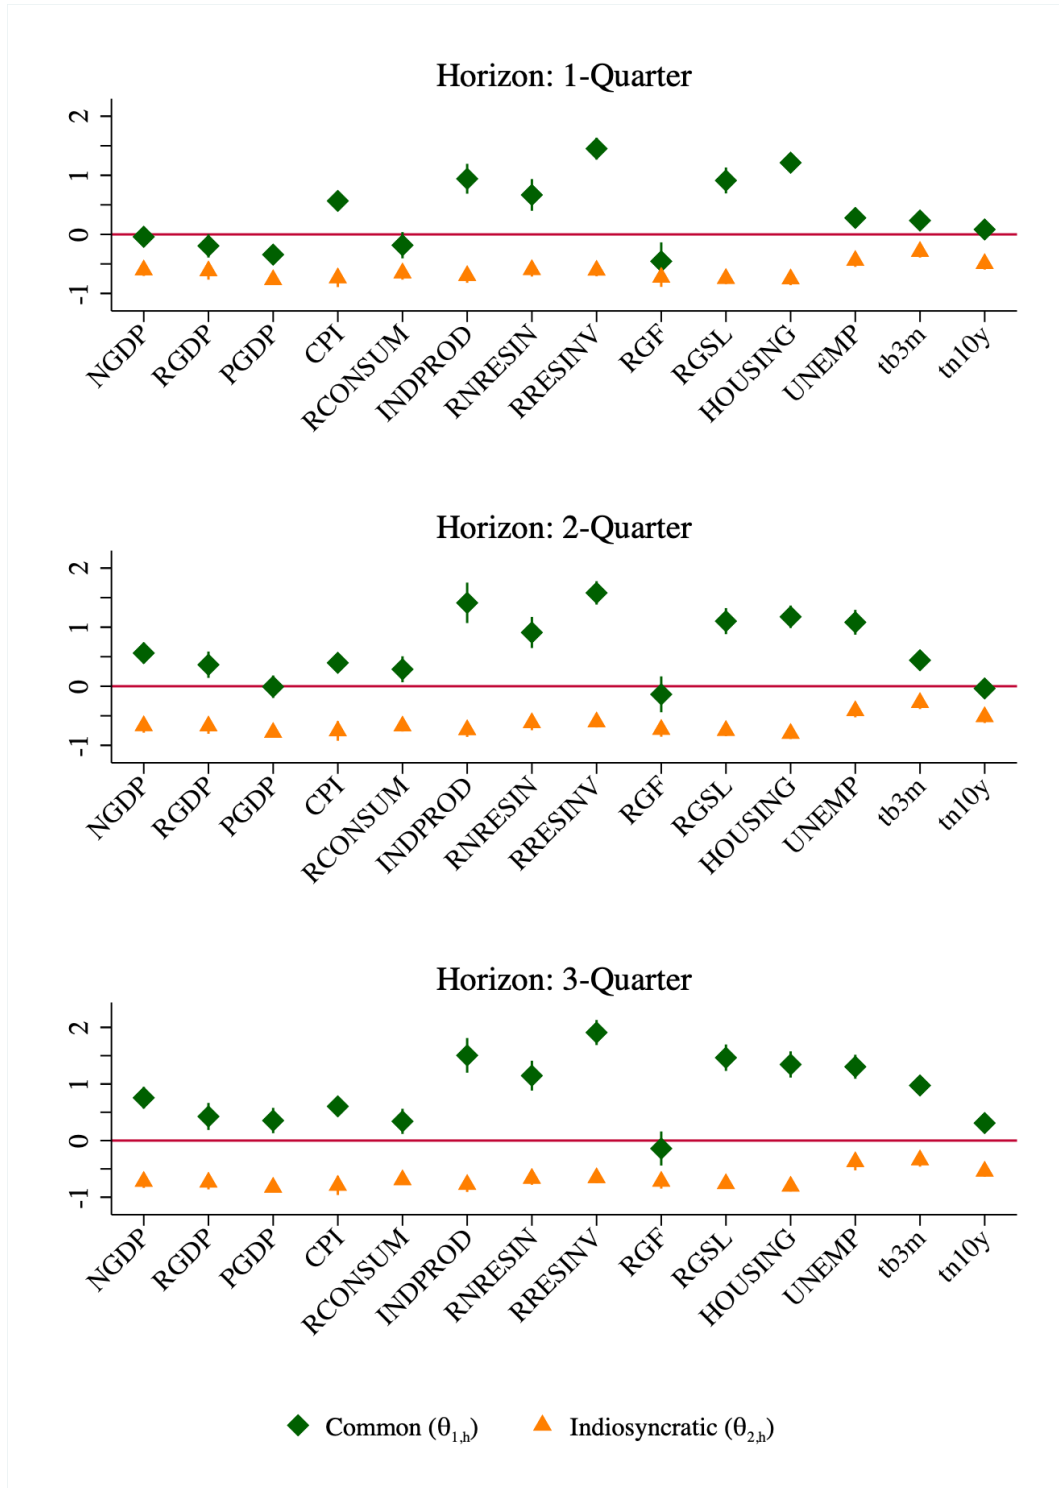 Horizon: 1-Quarter
2
1
0
-1
NGDP
RGDP
PGDP
CPI
RCONSUM
INDPROD
RNRESIN
RRESINV
RGF
RGSL
HOUSING
UNEMP
tb3m
tn10y
Horizon: 2-Quarter
2
1
0
-1
NGDP
RGDP
PGDP
CPI
RCONSUM
INDPROD
RNRESIN
RRESINV
RGF
RGSL
HOUSING
UNEMP
tb3m
tn10y
Horizon: 3-Quarter
2
1
0
-1
NGDP
RGDP
PGDP
CPI
RCONSUM
INDPROD
RNRESIN
RRESINV
RGF
RGSL
HOUSING
UNEMP
tb3m
tn10y
Common (θ1,h) Indiosyncratic (θ2,h)